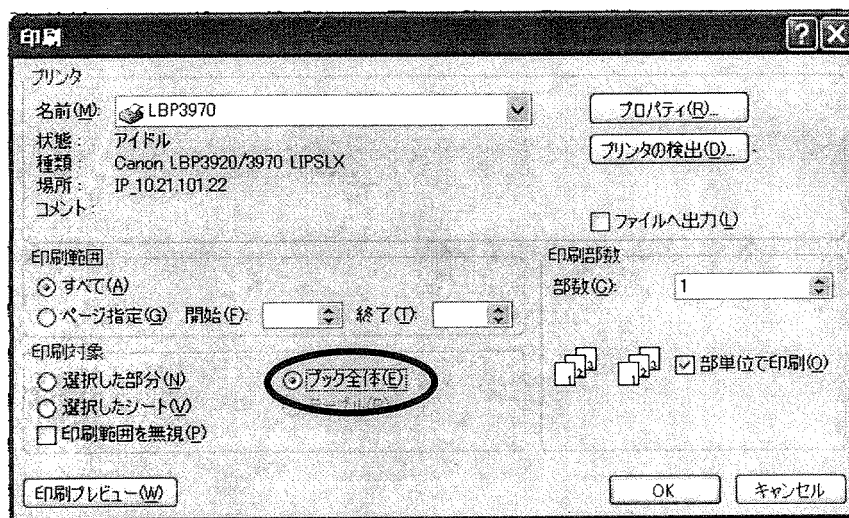 印刷
プリンタ
名前(M): LBP3970
プロパティ(R)...
状態： アイドル
プリンタの検出(D)...
種類： Canon LBP3920/3970 LIPSLX
場所： IP_10.21.101.22
コメント：
ファイルへ出力(L)
印刷範囲
すべて(A)
ページ指定(G) 開始(F): 終了(T):
印刷部数
部数(C): 1
印刷対象
選択した部分(N) ブック全体(E)
選択したシート(V)
印刷範囲を無視(P)
1 2 3 1 2 3 部単位で印刷(O)
印刷プレビュー(W) OK キャンセル